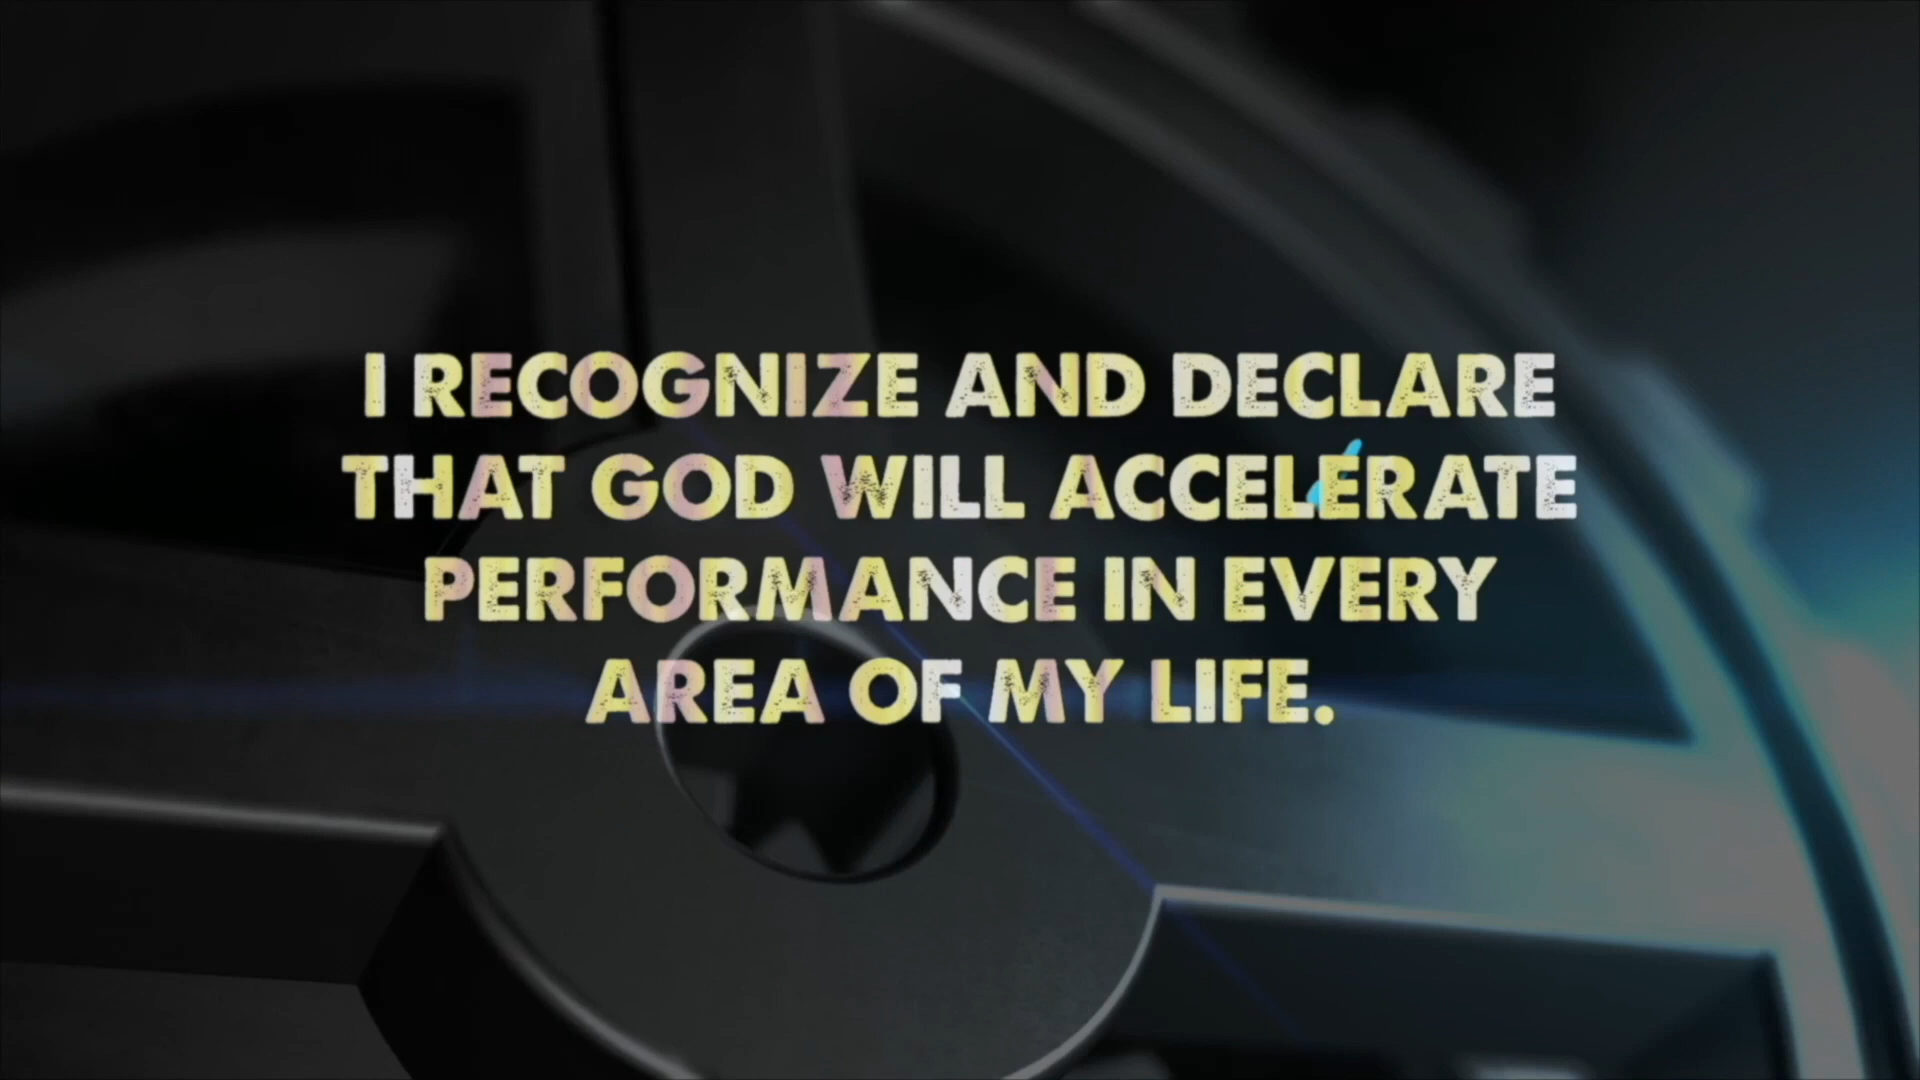 I RECOGNIZE AND DECLARE
THAT GOD WILL ACCELERATE
PERFORMANCE IN EVERY
AREA OF MY LIFE.